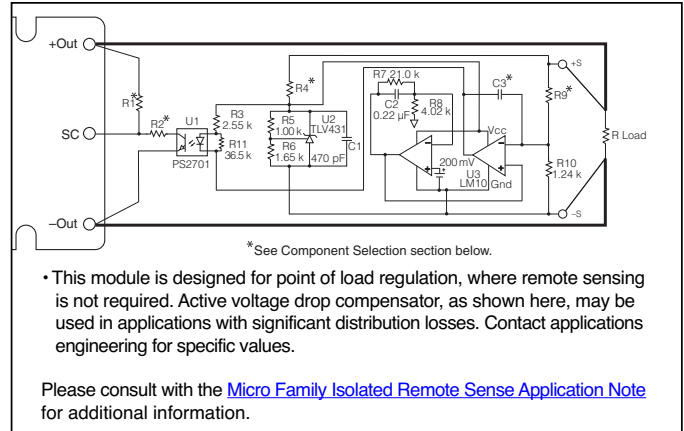 +Out
SC
–Out
R1*
R2*
U1
PS2701
R3
2.55 k
R11
36.5 k
R4*
R5
1.00 k
R6
1.65 k
U2
TLV431
470 pF
C1
R7 21.0 k
C2
0.22 µF
R8
4.02 k
Vcc
200 mV
U3
LM10
Gnd
C3*
+S
R9*
R Load
R10
1.24 k
–S
*See Component Selection section below.
• This module is designed for point of load regulation, where remote sensing
is not required. Active voltage drop compensator, as shown here, may be
used in applications with significant distribution losses. Contact applications
engineering for specific values.
Please consult with the Micro Family Isolated Remote Sense Application Note
for additional information.